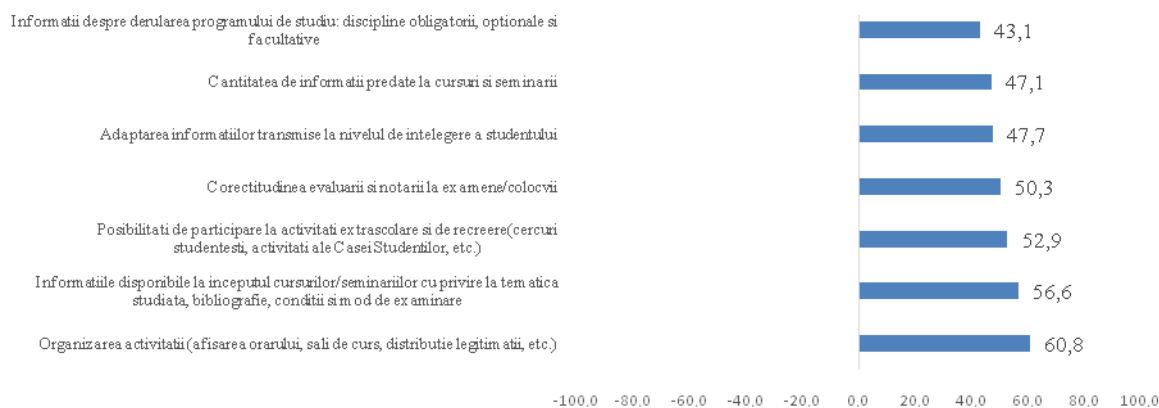 Informatii despre derularea programului de studiu: discipline obligatorii, optionale si
facultative
43,1
Cantitatea de informatii predate la cursuri si seminarii
47,1
Adaptarea informatiilor transmise la nivelul de intelegere a studentului
47,7
Corectitudinea evaluarii si notarii la examene/colocvii
50,3
Posibilitati de participare la activitati extrascolare si de recreere(cercuri
studentesti, activitati ale Casei Studentilor, etc.)
52,9
Informatiile disponibile la inceputul cursurilor/seminariilor cu privire la tematica
studiata, bibliografie, conditii si mod de examinare
56,6
Organizarea activitatii (afisarea orarului, sali de curs, distributie legitimatii, etc.)
60,8
-100,0 -80,0 -60,0 -40,0 -20,0 0,0 20,0 40,0 60,0 80,0 100,0